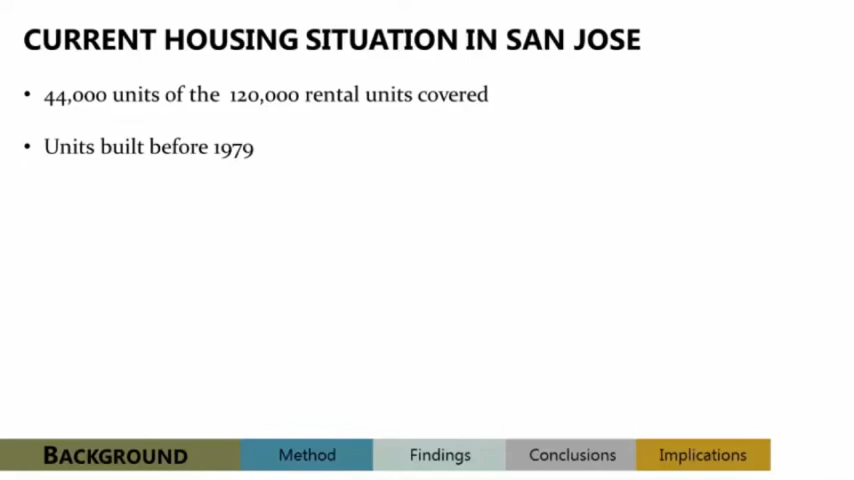 CURRENT HOUSING SITUATION IN SAN JOSE
• 44,000 units of the 120,000 rental units covered
• Units built before 1979
BACKGROUND Method Findings Conclusions Implications